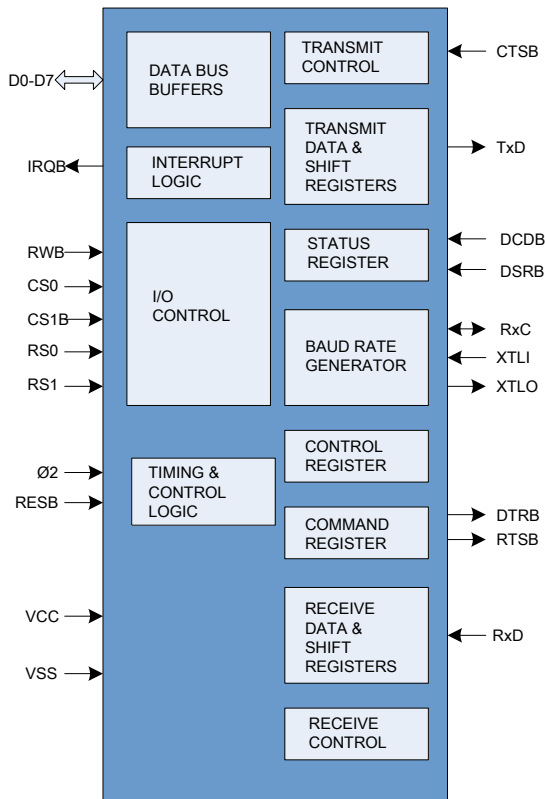 D0-D7
IRQB
RWB
CS0
CS1B
RS0
RS1
Ø2
RESB
VCC
VSS
DATA BUS
BUFFERS
INTERRUPT
LOGIC
I/O
CONTROL
TIMING &
CONTROL
LOGIC
TRANSMIT
CONTROL
TRANSMIT
DATA &
SHIFT
REGISTERS
STATUS
REGISTER
BAUD RATE
GENERATOR
CONTROL
REGISTER
COMMAND
REGISTER
RECEIVE
DATA &
SHIFT
REGISTERS
RECEIVE
CONTROL
CTSB
TxD
DCDB
DSRB
RxC
XTLI
XTLO
DTRB
RTSB
RxD